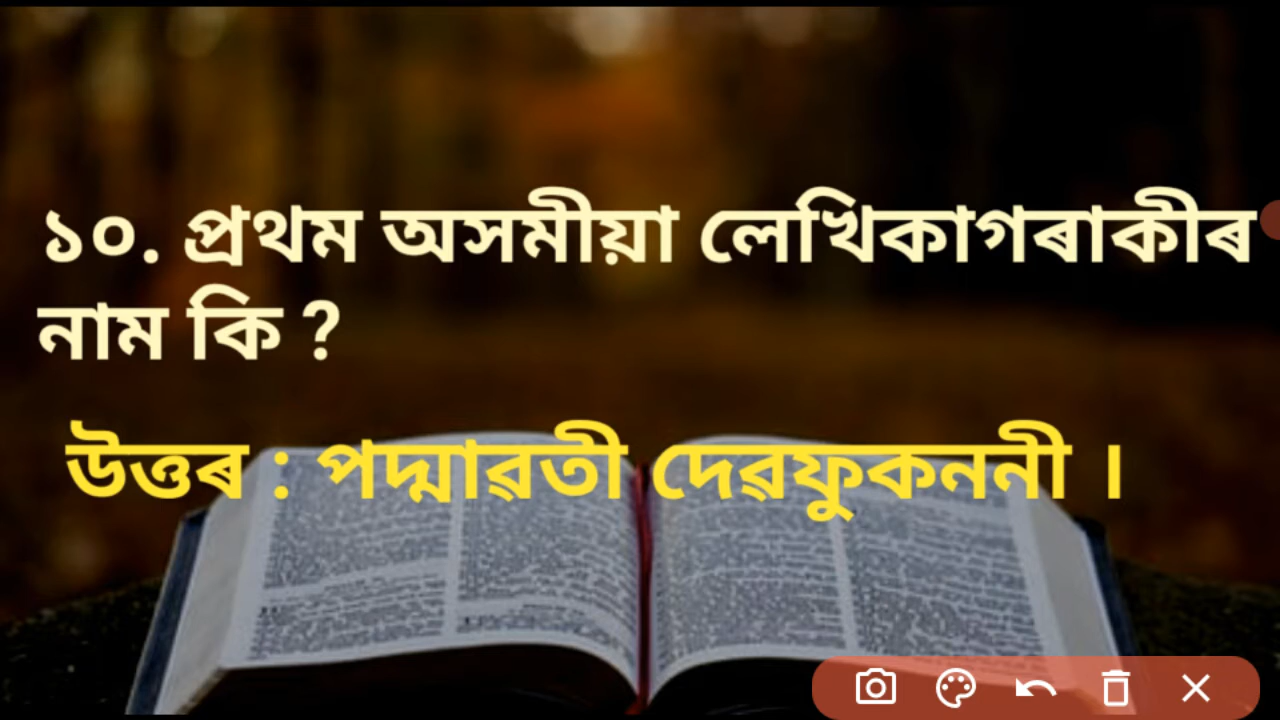 ১০. প্ৰথম অসমীয়া লেখিকাগৰাকীৰ
নাম কি ?
উত্তৰ : পদ্মাৱতী দেৱফুকননী ।